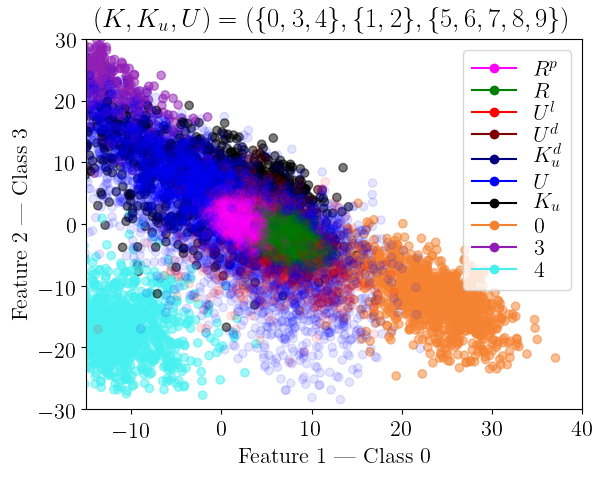 (K, K_u, U) = ({0, 3, 4}, {1, 2}, {5, 6, 7, 8, 9})
30
20
10
0
−10
−20
−30
Feature 2 — Class 3
R^p
R
U^l
U^d
K_u^d
U
K_u
0
3
4
−10
0
10
20
30
40
Feature 1 — Class 0